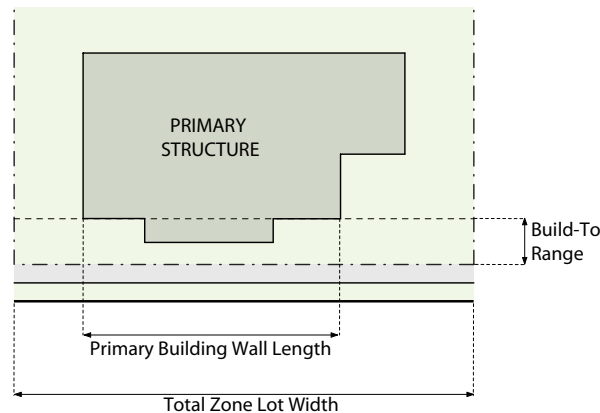 PRIMARY
STRUCTURE
Build-To
Range
Primary Building Wall Length
Total Zone Lot Width